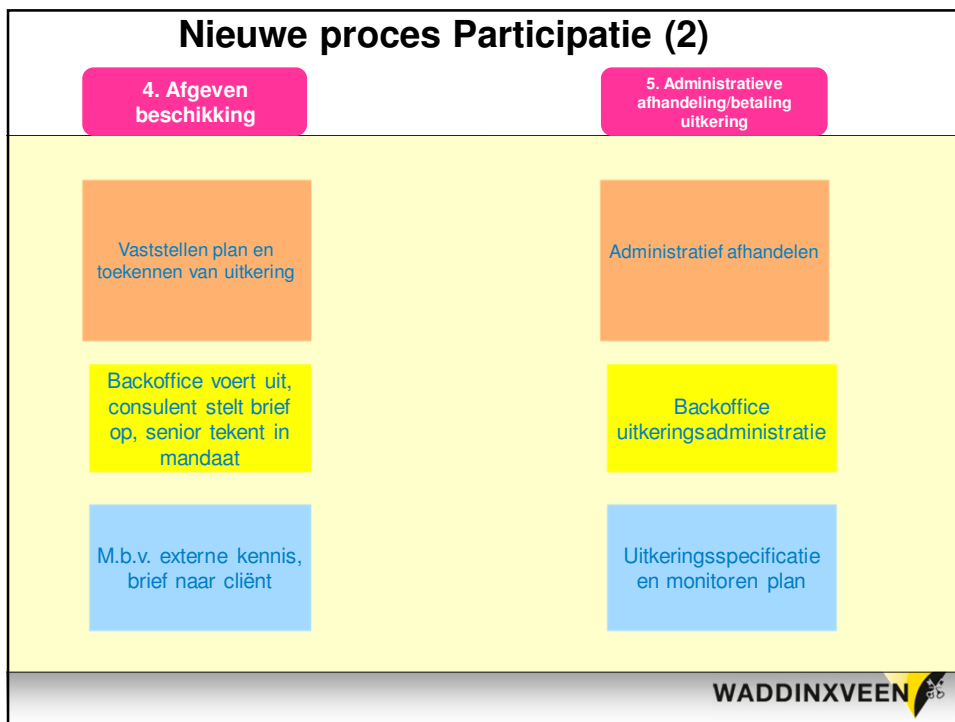 Nieuwe proces Participatie (2)
4. Afgeven
beschikking
5. Administratieve
afhandeling/betaling
uitkering
Vaststellen plan en
toekennen van uitkering
Administratief afhandelen
Backoffice voert uit,
consulent stelt brief
op, senior tekent in
mandaat
Backoffice
uitkeringsadministratie
M.b.v. externe kennis,
brief naar cliënt
Uitkeringsspecificatie
en monitoren plan
WADDINXVEEN